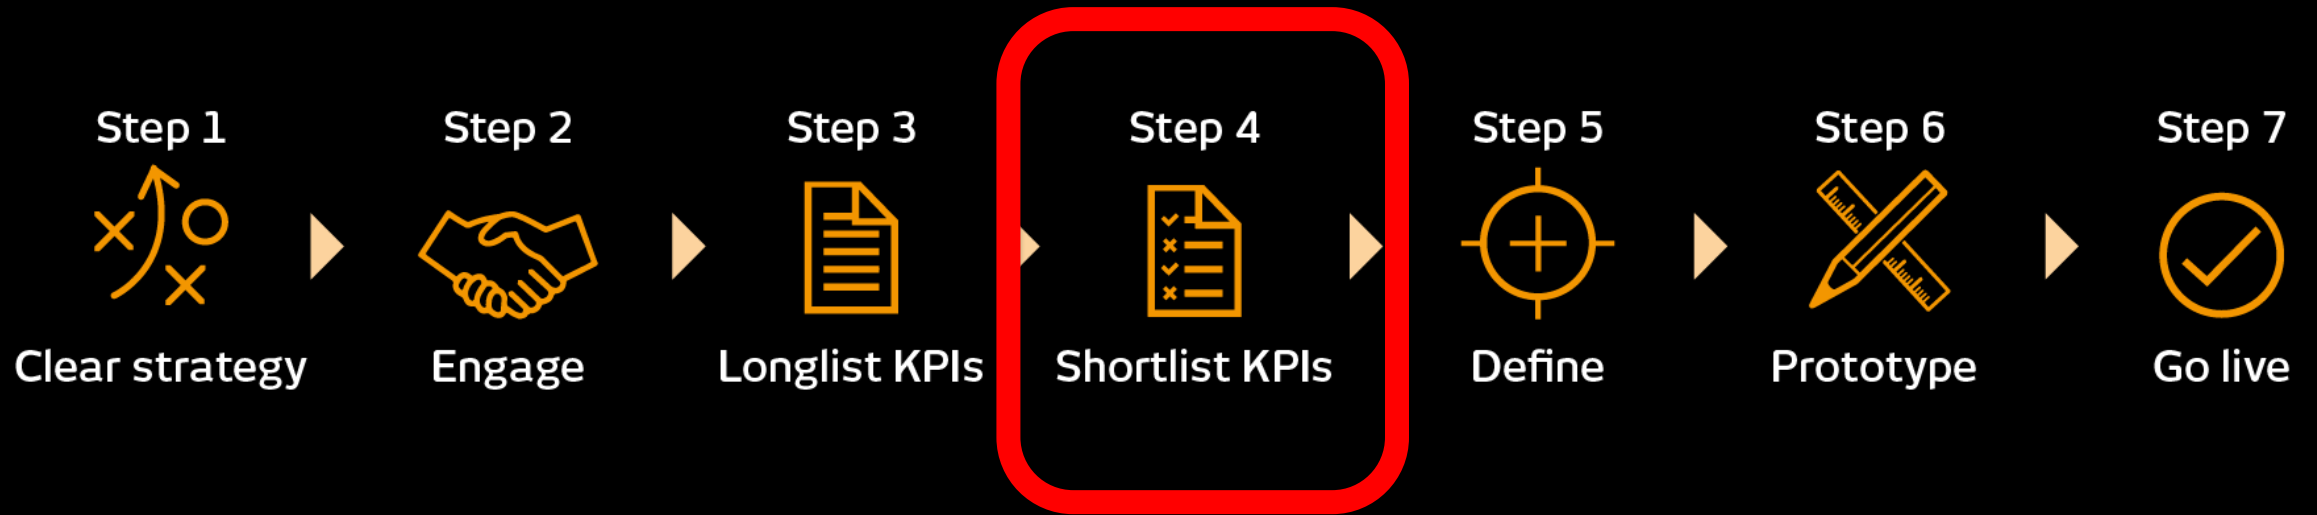 Step 1
Step 2
Step 3
Step 4
Step 5
Step 6
Step 7
Clear strategy
Engage
Longlist KPIs
Shortlist KPIs
Define
Prototype
Go live